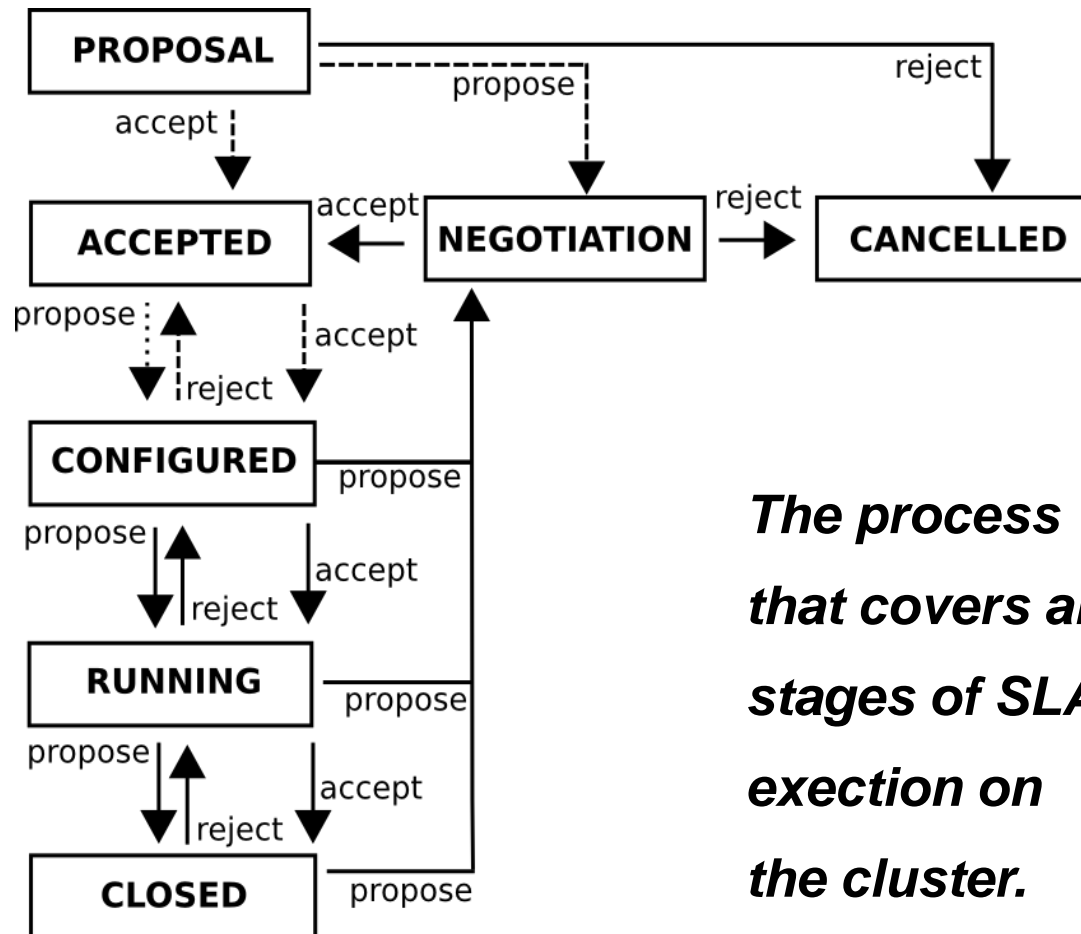 PROPOSAL
reject
propose
accept
accept
reject
ACCEPTED
NEGOTIATION
CANCELLED
propose
accept
reject
CONFIGURED
propose
The process
propose
accept
that covers
reject
stages of SLA
RUNNING
propose
propose
exection on
accept
reject
the cluster.
CLOSED
propose